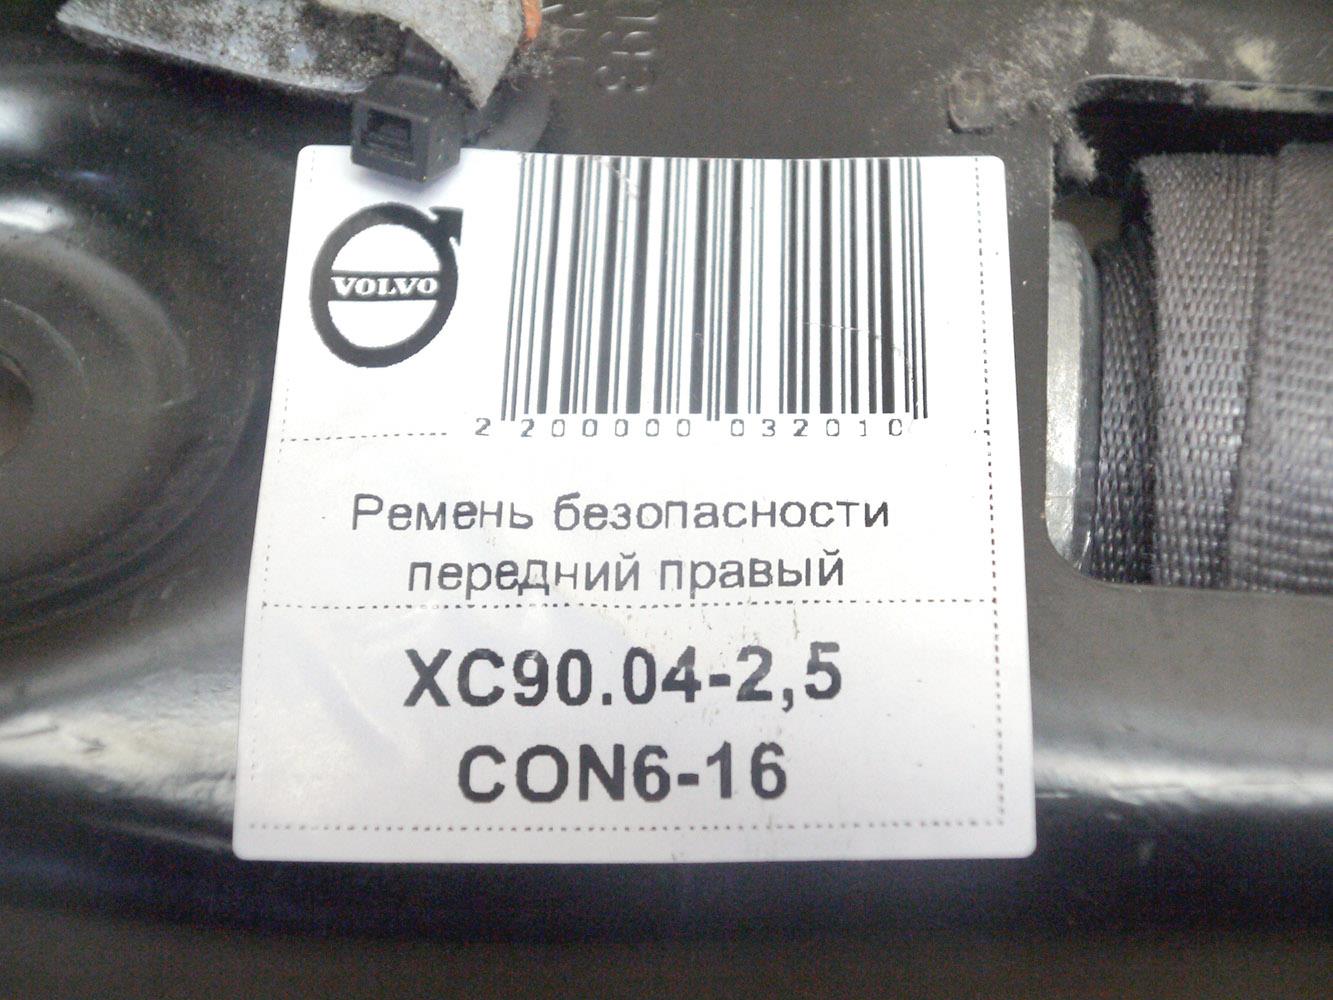 VOLVO
2 200000 032010
Ремень безопасности
передний правый
XC90.04-2,5
CON6-16